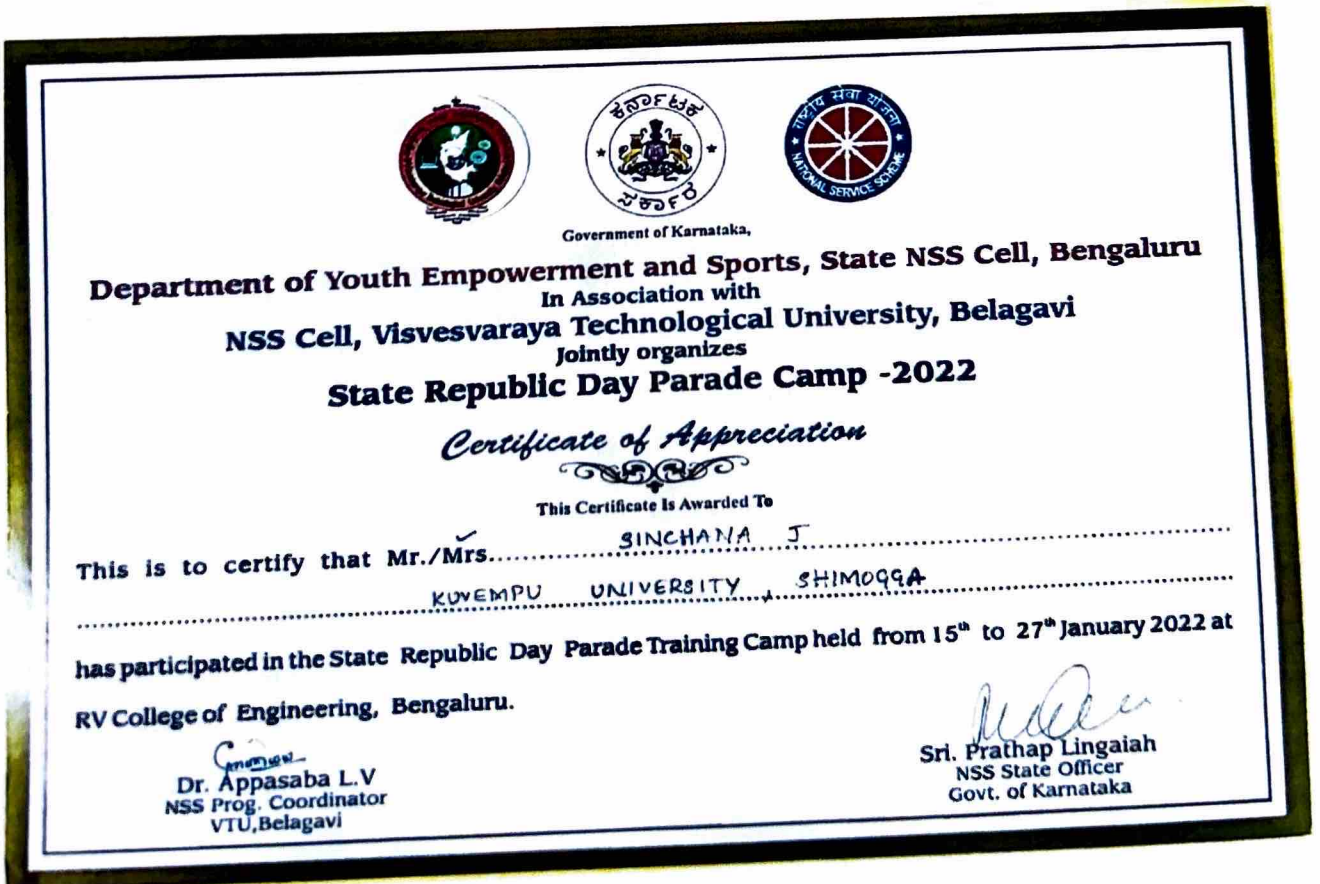 ಕರ್ನಾಟಕ
ಸರ್ಕಾರ
राष्ट्रीय सेवा योजना
NATIONAL SERVICE SCHEME
Government of Karnataka,
Department of Youth Empowerment and Sports, State NSS Cell, Bengaluru
In Association with
NSS Cell, Visvesvaraya Technological University, Belagavi
Jointly organizes
State Republic Day Parade Camp -2022
Certificate of Appreciation
This Certificate Is Awarded To
This is to certify that Mr./Mrs. SINCHANA J
KUVEMPU UNIVERSITY, SHIMOGGA
has participated in the State Republic Day Parade Training Camp held from 15th to 27th January 2022 at
RV College of Engineering, Bengaluru.
Dr. Appasaba L.V
NSS Prog. Coordinator
VTU,Belagavi
Sri. Prathap Lingaiah
NSS State Officer
Govt. of Karnataka